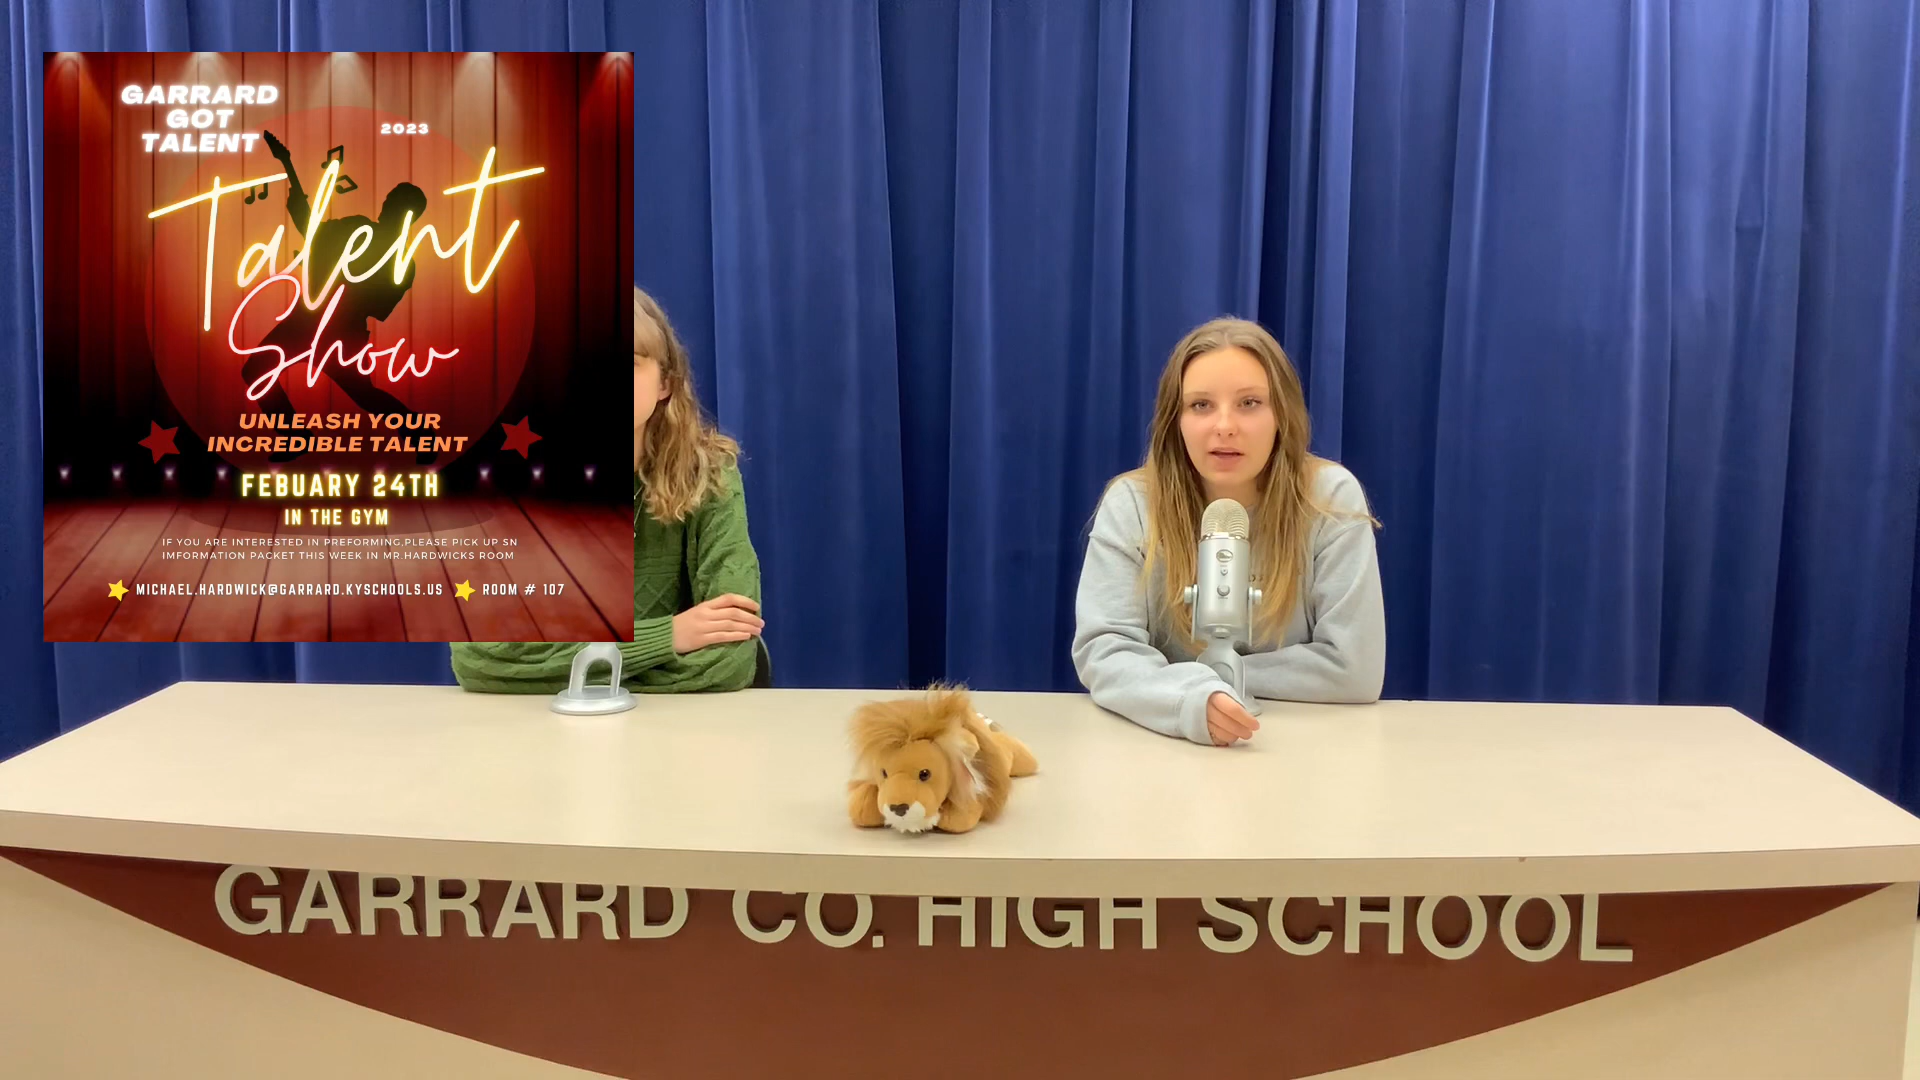 GARRARD
GOT
TALENT
2023
Talent
Show
UNLEASH YOUR
INCREDIBLE TALENT
FEBUARY 24TH
IN THE GYM
IF YOU ARE INTERESTED IN PREFORMING,PLEASE PICK UP SN
IMFORMATION PACKET THIS WEEK IN MR.HARDWICKS ROOM
MICHAEL.HARDWICK@GARRARD.KYSCHOOLS.US ROOM # 107
GARRARD CO. HIGH SCHOOL